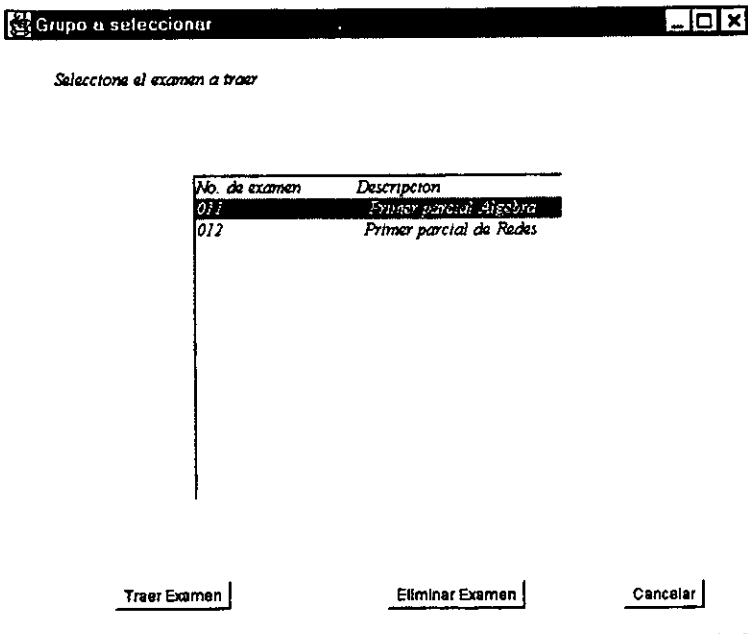 Grupo a seleccionar
Seleccione el examen a traer
No. de examen Descripcion
011 Primer parcial Algebra
012 Primer parcial de Redes
Traer Examen Eliminar Examen Cancelar